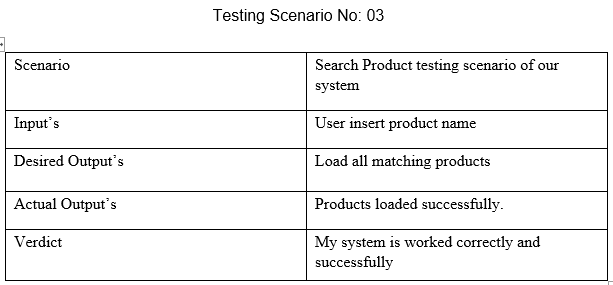 Testing Scenario No: 03
Scenario
Search Product testing scenario of our
system
Input’s
User insert product name
Desired Output’s
Load all matching products
Actual Output’s
Products loaded successfully.
Verdict
My system is worked correctly and
successfully